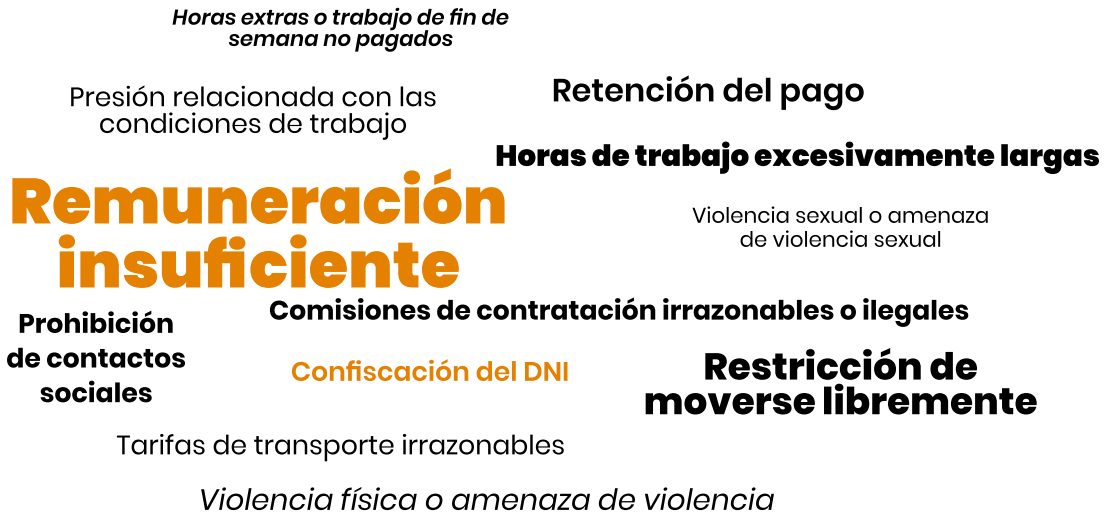 Horas extras o trabajo de fin de
semana no pagados
Presión relacionada con las
condiciones de trabajo
Retención del pago
Horas de trabajo excesivamente largas
Remuneración
insuficiente
Violencia sexual o amenaza
de violencia sexual
Comisiones de contratación irrazonables o ilegales
Prohibición
de contactos
sociales
Confiscación del DNI
Restricción de
moverse libremente
Tarifas de transporte irrazonables
Violencia física o amenaza de violencia